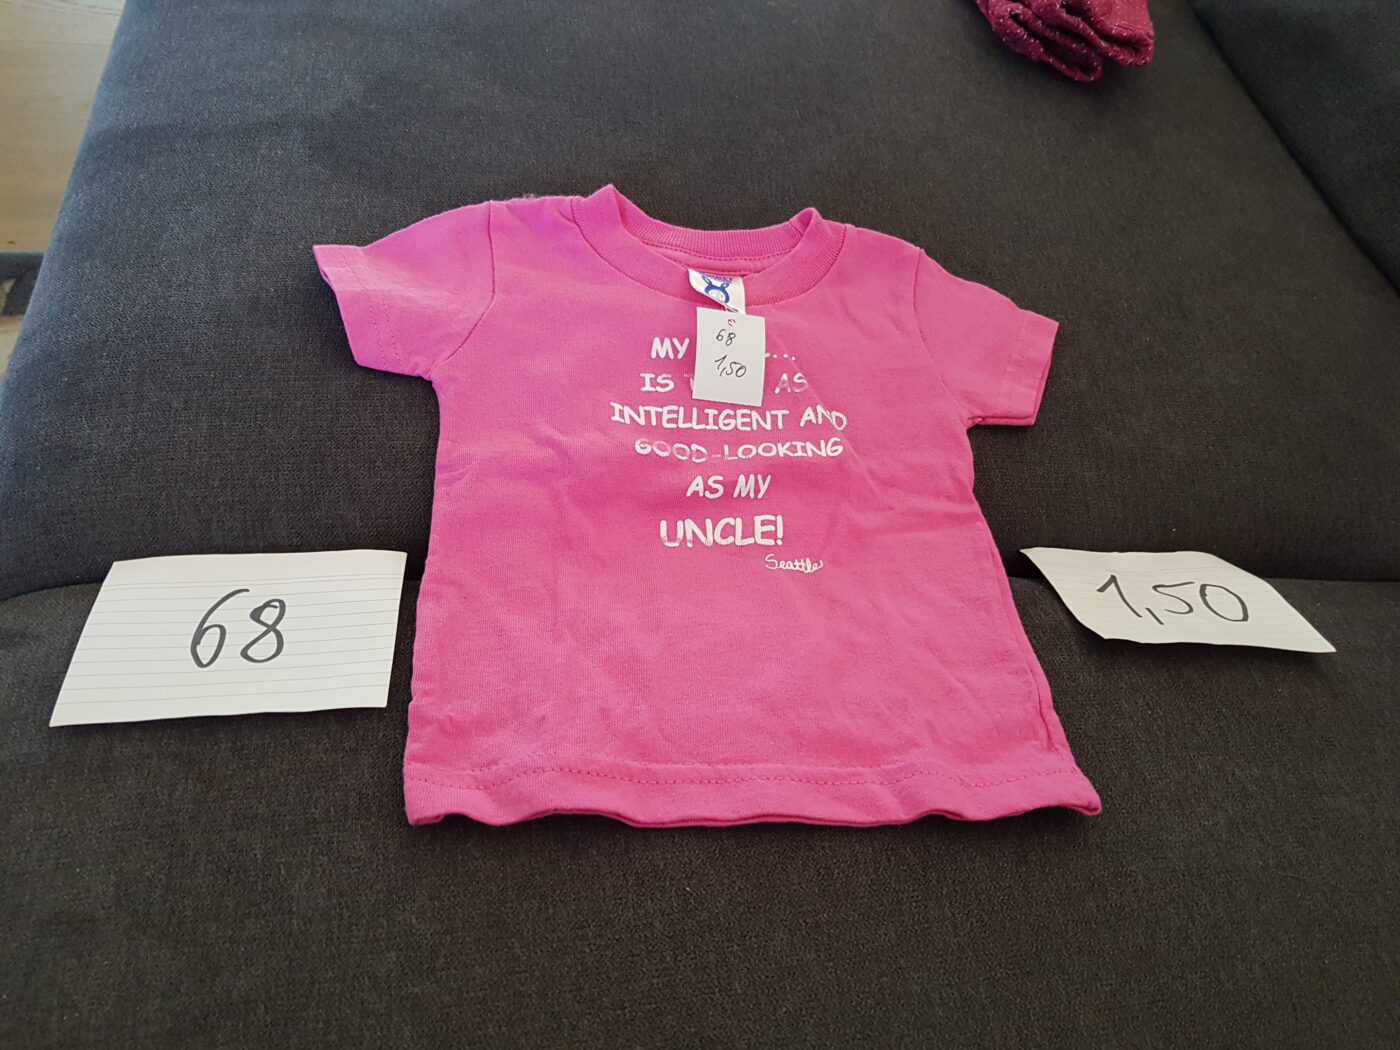 68
1,50
MY ...
IS AS
INTELLIGENT AND
GOOD-LOOKING
AS MY
UNCLE!
Seattle
68
1,50